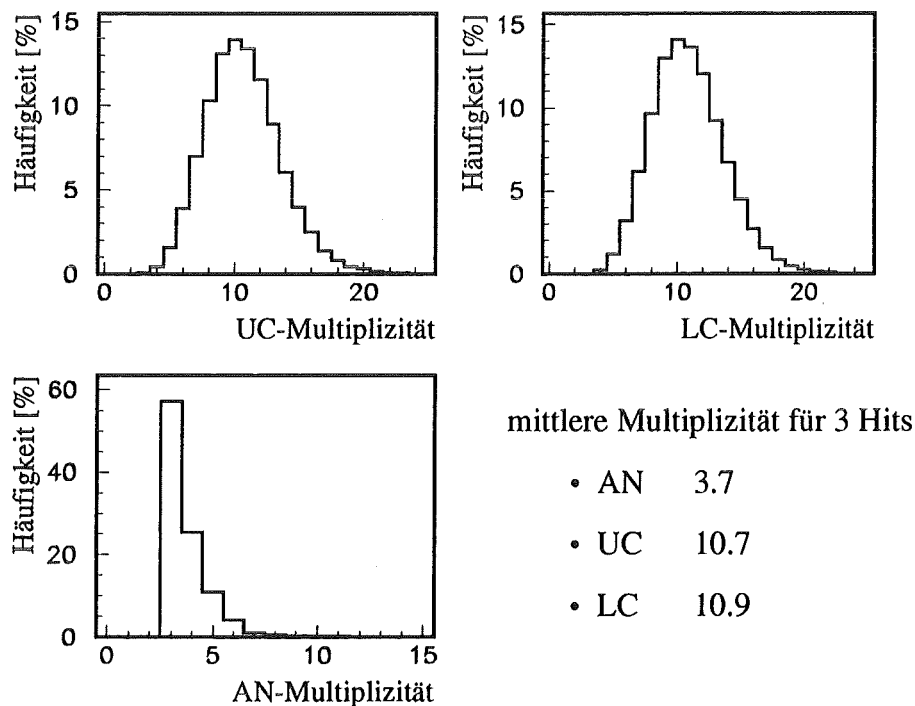 Häufigkeit [%]
15
10
5
0
0 10 20
UC-Multiplizität
Häufigkeit [%]
15
10
5
0
0 10 20
LC-Multiplizität
Häufigkeit [%]
60
40
20
0
0 5 10 15
AN-Multiplizität
mittlere Multiplizität für 3 Hits
• AN 3.7
• UC 10.7
• LC 10.9